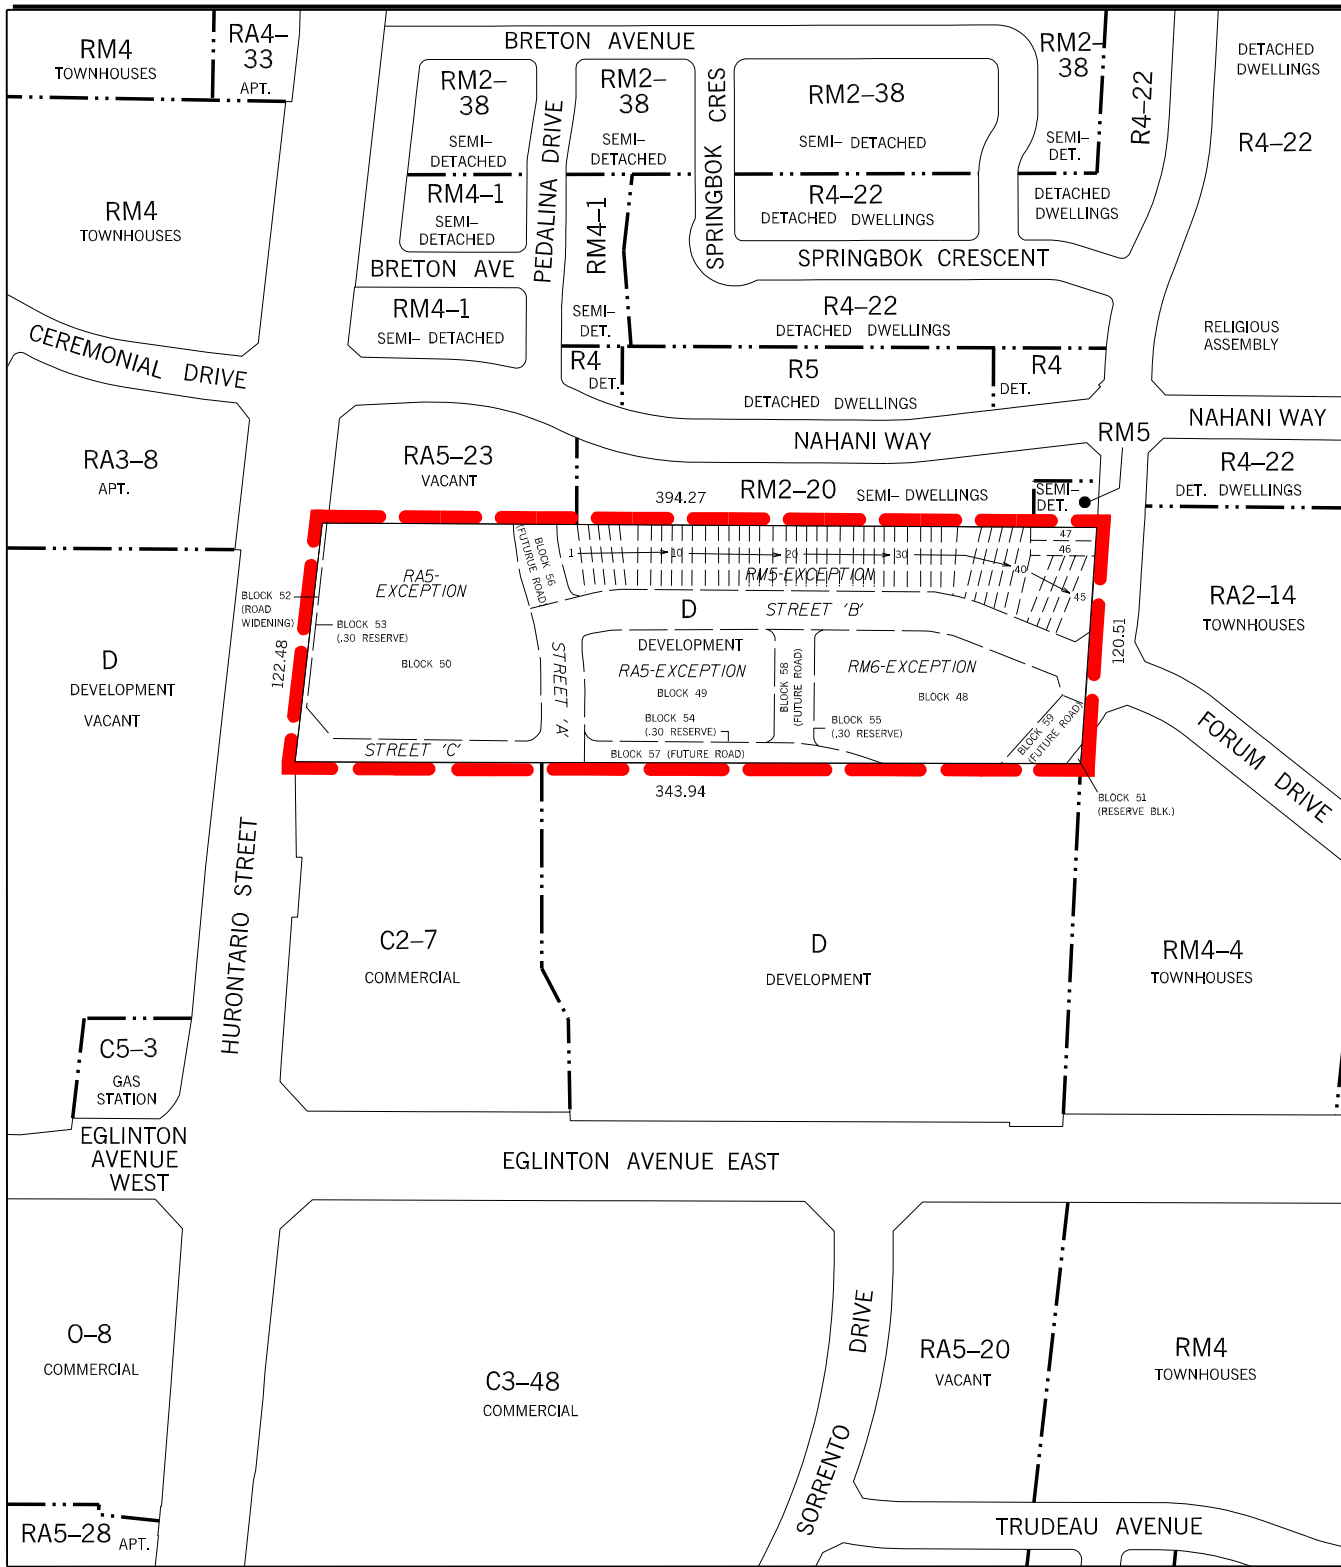 RM4
TOWNHOUSES
RA4-
33
APT.
BRETON AVENUE
RM2-
38
SEMI-
DET.
R4-22
DETACHED
DWELLINGS
R4-22
RM2-
38
SEMI-
DETACHED
PEDALINA DRIVE
RM2-
38
SEMI-
DETACHED
SPRINGBOK CRES
RM2-38
SEMI- DETACHED
RM4
TOWNHOUSES
RM4-1
SEMI-
DETACHED
RM4-1
SEMI-
DET.
R4-22
DETACHED DWELLINGS
DETACHED
DWELLINGS
BRETON AVE
SPRINGBOK CRESCENT
RM4-1
SEMI- DETACHED
R4-22
DETACHED DWELLINGS
RELIGIOUS
ASSEMBLY
CEREMONIAL DRIVE
R4
DET.
R5
DETACHED DWELLINGS
R4
DET.
NAHANI WAY
NAHANI WAY
RM5
RA3-8
APT.
RA5-23
VACANT
R4-22
DET. DWELLINGS
394.27
RM2-20 SEMI- DWELLINGS
SEMI-
DET.
BLOCK 56
(FUTURUE ROAD)
1
10
20
30
40
45
46
47
RA5-
EXCEPTION
RM5-EXCEPTION
BLOCK 52
(ROAD
WIDENING)
BLOCK 53
(.30 RESERVE)
D
STREET 'B'
RA2-14
TOWNHOUSES
DEVELOPMENT
122.48
120.51
BLOCK 50
STREET 'A'
RA5-EXCEPTION
BLOCK 49
BLOCK 54
(.30 RESERVE)
BLOCK 58
(FUTURE ROAD)
RM6-EXCEPTION
BLOCK 48
BLOCK 55
(.30 RESERVE)
BLOCK 59
(FUTURE ROAD)
D
DEVELOPMENT
VACANT
STREET 'C'
BLOCK 57 (FUTURE ROAD)
343.94
BLOCK 51
(RESERVE BLK.)
FORUM DRIVE
HURONTARIO STREET
C2-7
COMMERCIAL
D
DEVELOPMENT
RM4-4
TOWNHOUSES
C5-3
GAS
STATION
EGLINTON
AVENUE
WEST
EGLINTON AVENUE EAST
O-8
COMMERCIAL
C3-48
COMMERCIAL
SORRENTO DRIVE
RA5-20
VACANT
RM4
TOWNHOUSES
RA5-28 APT.
TRUDEAU AVENUE